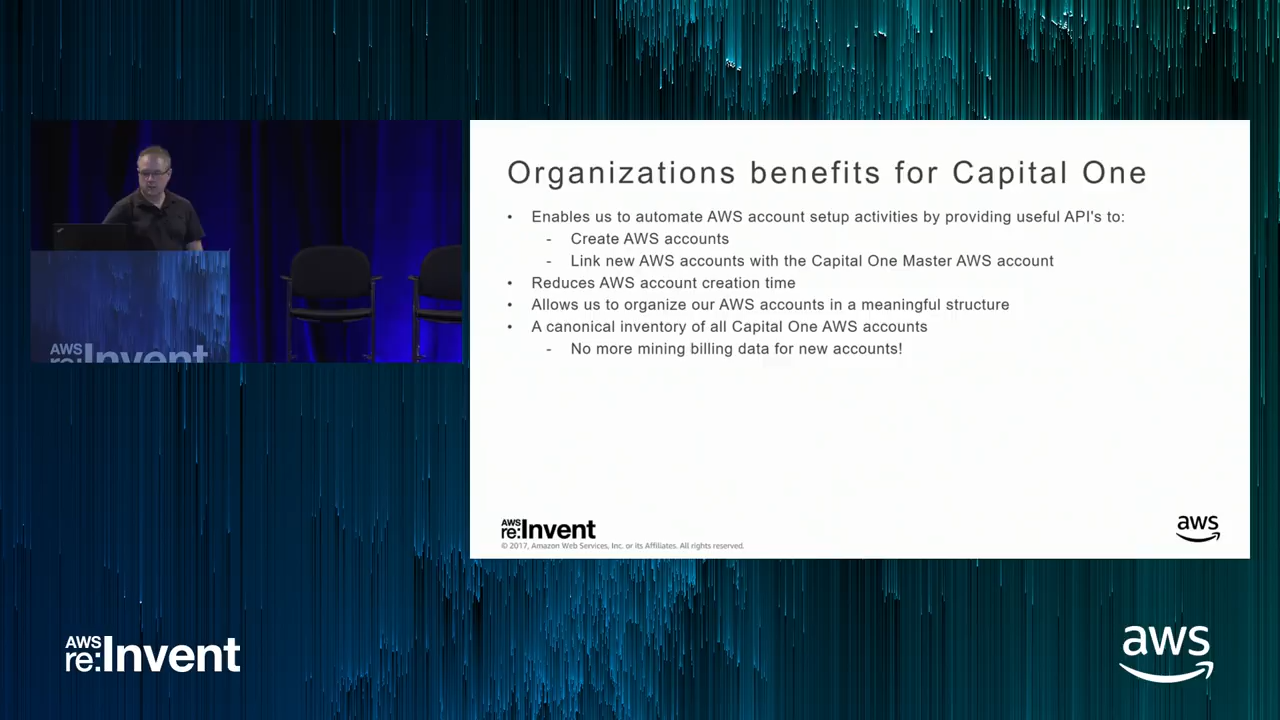 Organizations benefits for Capital One
• Enables us to automate AWS account setup activities by providing useful API's to:
- Create AWS accounts
- Link new AWS accounts with the Capital One Master AWS account
• Reduces AWS account creation time
• Allows us to organize our AWS accounts in a meaningful structure
• A canonical inventory of all Capital One AWS accounts
- No more mining billing data for new accounts!
AWS
re:Invent
AWS
re:Invent
© 2017, Amazon Web Services, Inc. or its Affiliates. All rights reserved.
aws
AWS
re:Invent
aws